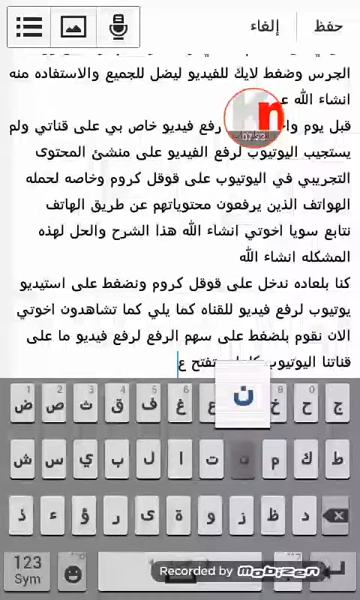 إلغاء
حفظ
الجرس وضغط لايك للفيديو ليضل للجميع والاستفاده منه
انشاء الله
قبل يوم رفع فيديو خاص بي على قناتي ولم
يستجيب اليوتيوب لرفع الفيديو على منشئ المحتوى
التجريبي في اليوتيوب على قوقل كروم وخاصه لحمله
الهواتف الذين يرفعون محتوياتهم عن طريق الهاتف
نتابع سويا اخوتي انشاء الله هذا الشرح والحل لهذه
المشكله انشاء الله
كنا بلعاده ندخل على قوقل كروم ونضغط على استيديو
يوتيوب لرفع فيديو للقناه كما يلي كما تشاهدون اخوتي
الان نقوم بلضغط على سهم الرفع لرفع فيديو ما على
قناتنا اليوتيوب تفتح ع
n
07:22
ن
ض ص ث ق ف غ ع خ ح ج
ش س ي ب ل ا ت ن م ك ط
ذ ء ؤ ر ى ة و ز ظ د
123
Sym
Recorded by MOBIZEN